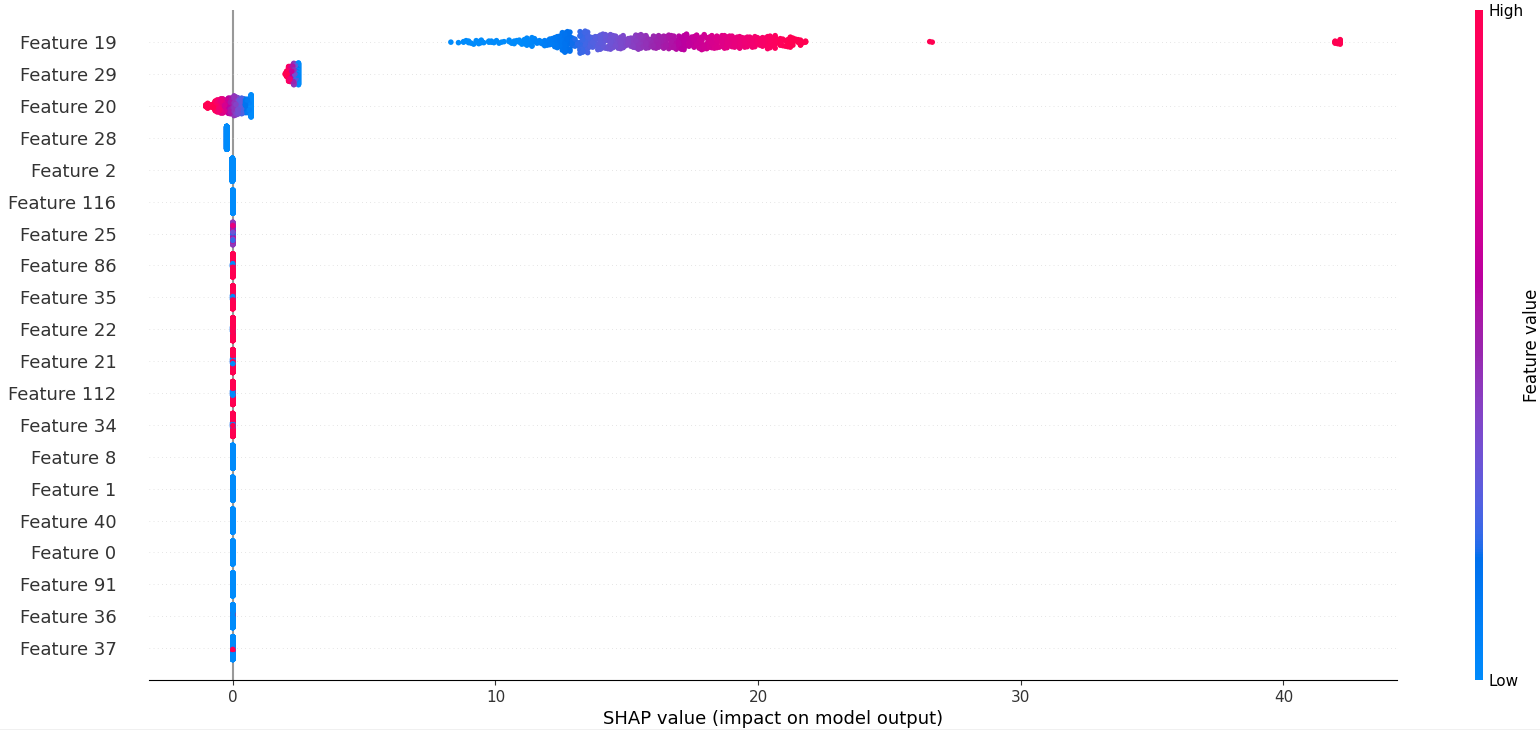 High
Feature 19
Feature 29
Feature 20
Feature 28
Feature 2
Feature 116
Feature 25
Feature 86
Feature 35
Feature 22
Feature 21
Feature 112
Feature 34
Feature 8
Feature 1
Feature 40
Feature 0
Feature 91
Feature 36
Feature 37
Feature value
Low
0 10 20 30 40
SHAP value (impact on model output)